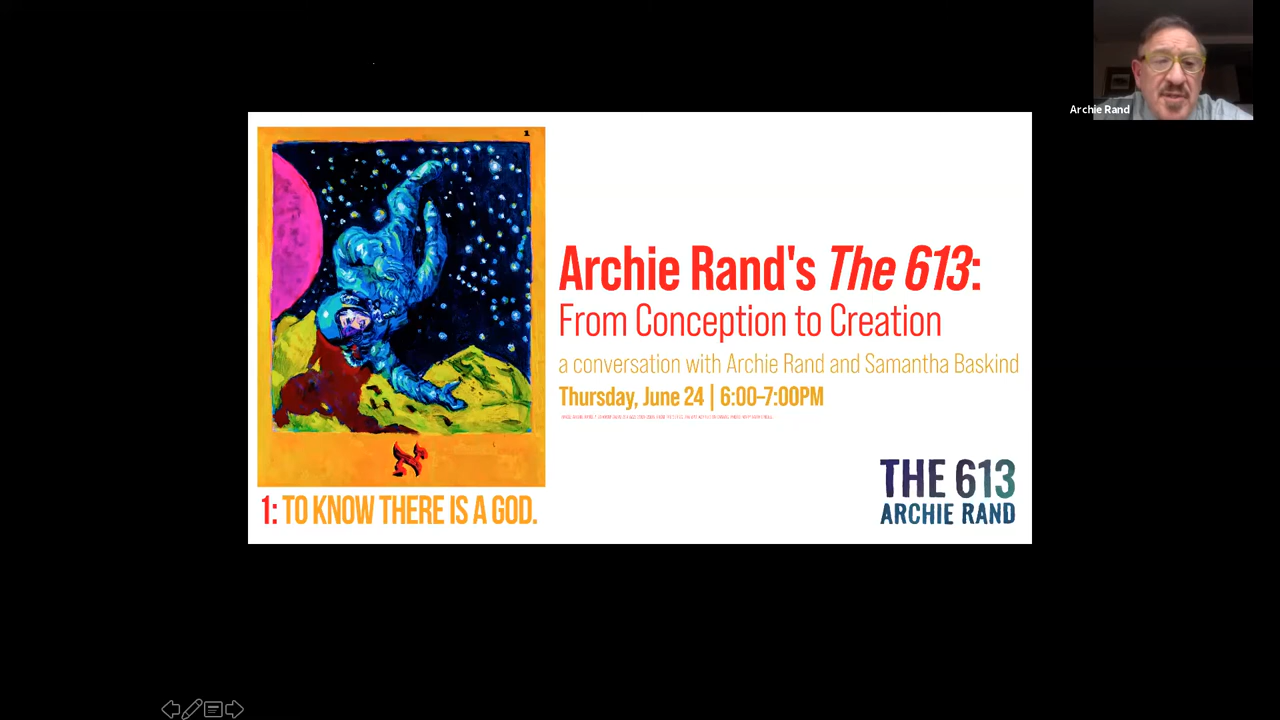 Archie Rand
1
Archie Rand's The 613:
From Conception to Creation
a conversation with Archie Rand and Samantha Baskind
Thursday, June 24 | 6:00–7:00PM
א
1: TO KNOW THERE IS A GOD.
THE 613
ARCHIE RAND